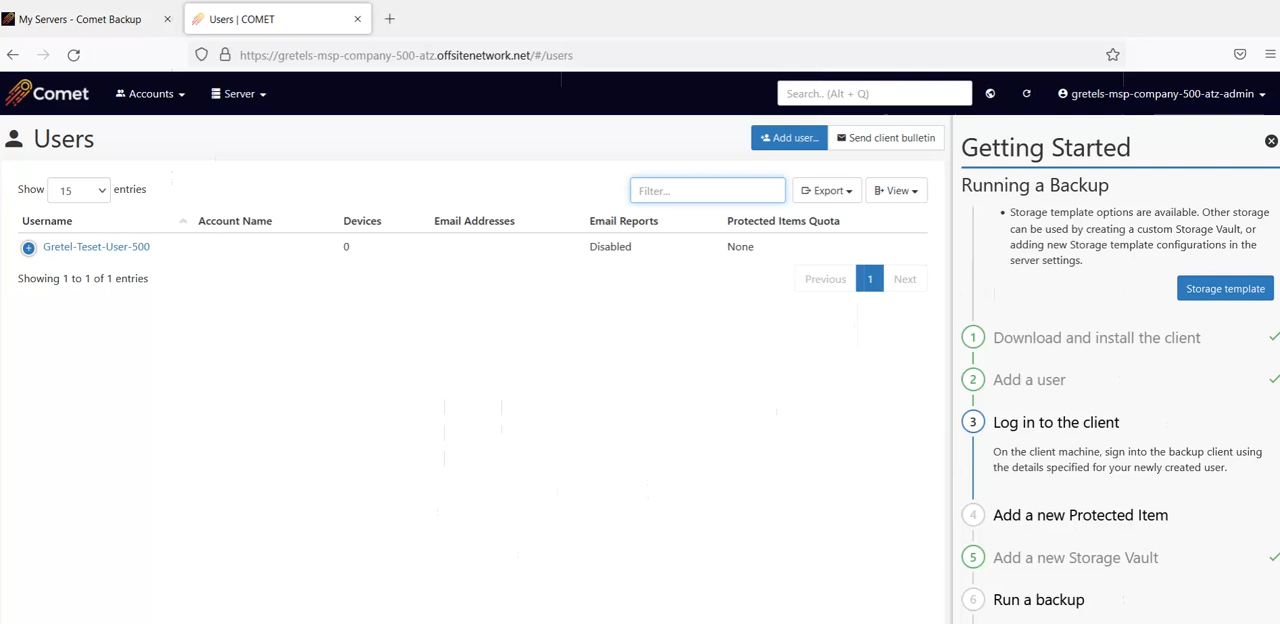 My Servers - Comet Backup
Users | COMET
https://gretels-msp-company-500-atz.offsitenetwork.net/#/users
Comet
Accounts
Server
Search.. (Alt + Q)
gretels-msp-company-500-atz-admin
Users
Add user...
Send client bulletin
Show 15 entries
Filter...
Export
View
Username Account Name Devices Email Addresses Email Reports Protected Items Quota
Gretel-Teset-User-500 0 Disabled None
Showing 1 to 1 of 1 entries
Previous 1 Next
Getting Started
Running a Backup
• Storage template options are available. Other storage
can be used by creating a custom Storage Vault, or
adding new Storage template configurations in the
server settings.
Storage template
1 Download and install the client
2 Add a user
3 Log in to the client
On the client machine, sign into the backup client using
the details specified for your newly created user.
4 Add a new Protected Item
5 Add a new Storage Vault
6 Run a backup